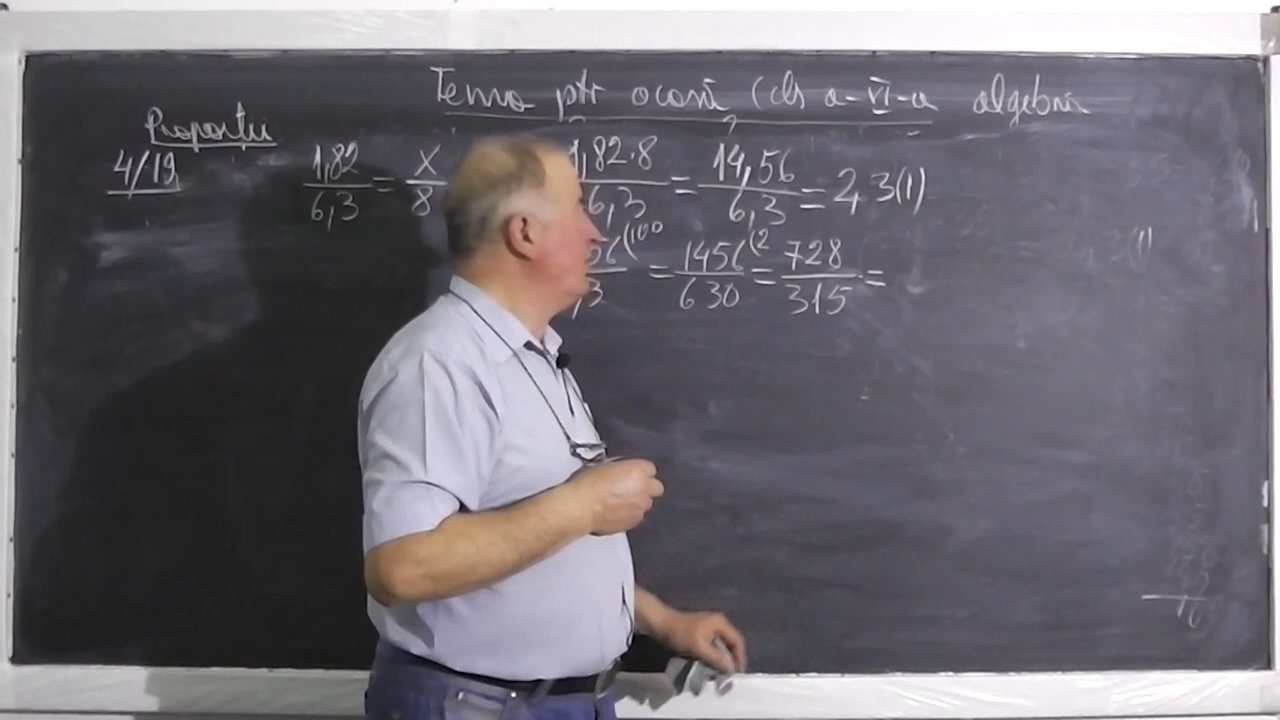 Tema ptr acasă (cls a-VI-a algebră
Proporții
4/19 1,82/6,3 = x/8 1,82·8/6,3 = 14,56/6,3 = 2,3(1)
= 1456(2/630 = 728/315 =